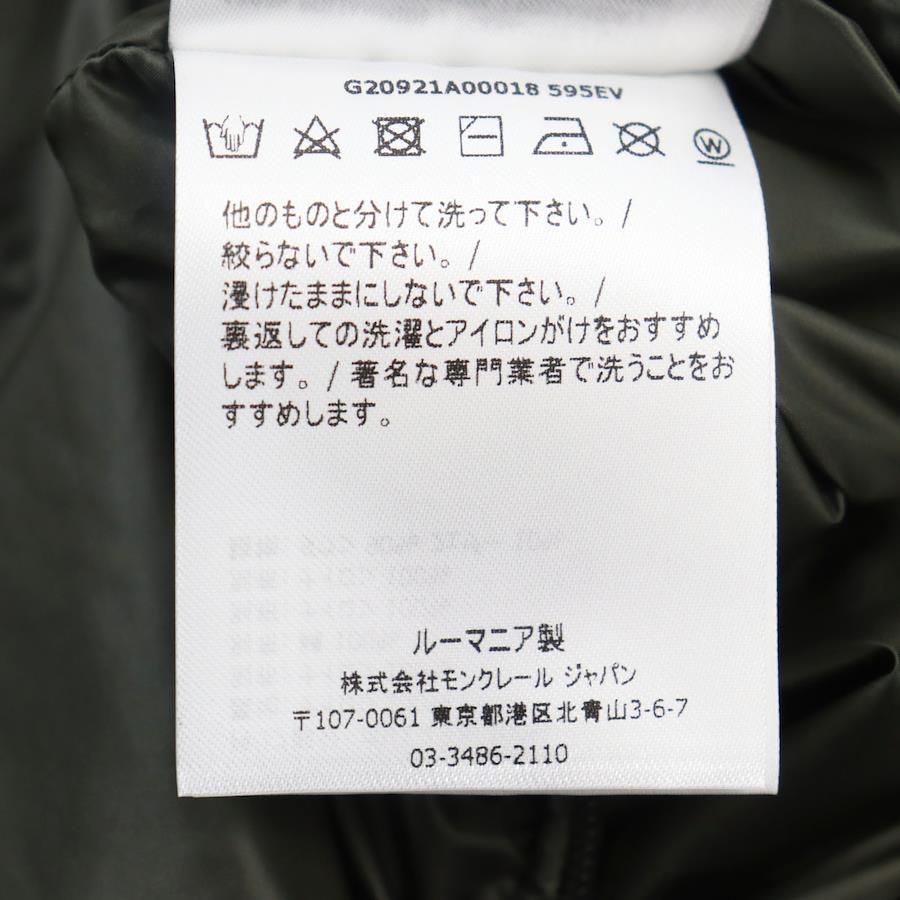 G20921A00018 595EV
W
他のものと分けて洗って下さい。/
絞らないで下さい。/
浸けたままにしないで下さい。/
裏返しての洗濯とアイロンがけをおすすめ
します。/ 著名な専門業者で洗うことをお
すすめします。
ルーマニア製
株式会社モンクレール ジャパン
〒107-0061 東京都港区北青山3-6-7
03-3486-2110